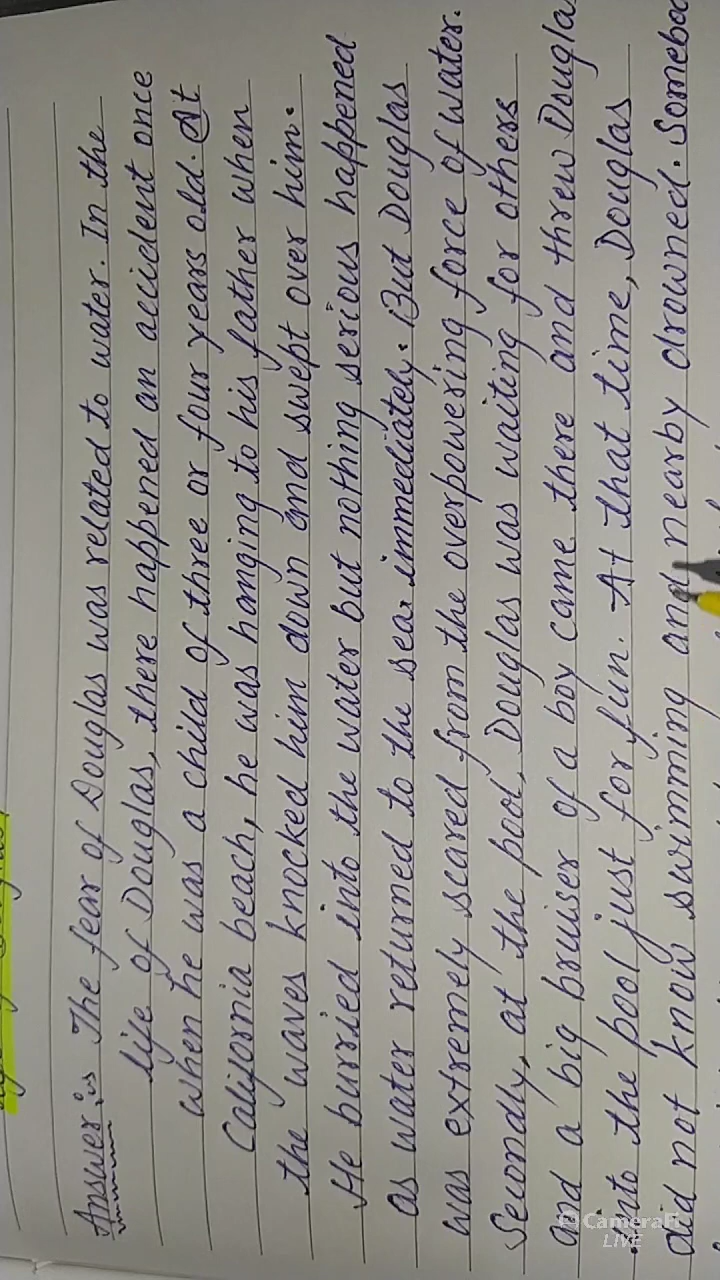 Answer:- The fear of Douglas was related to water. In the
life of Douglas, there happened an accident once
when he was a child of three or four years old. At
California beach, he was hanging to his father when
the waves knocked him down and swept over him.
He burried into the water but nothing serious happened
as water returned to the sea immediately. But Douglas
was extremely scared from the overpowering force of water.
Secondly, at the pool, Douglas was waiting for others
and a big bruiser of a boy came there and threw Dougla
into the pool just for fun. At that time, Douglas
did not know swimming and nearby drowned. Somebod
CameraFi
LIVE